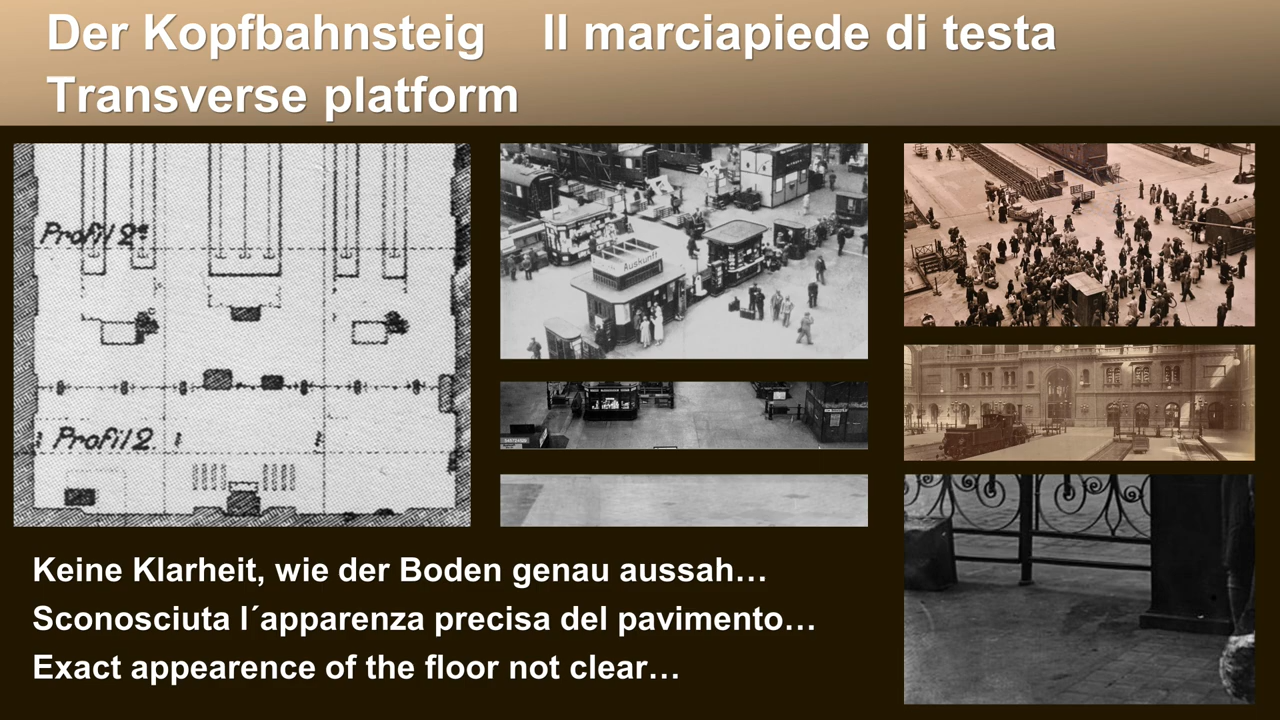 Der Kopfbahnsteig Il marciapiede di testa
Transverse platform
Profil 2a
Profil 2
Auskunft
Keine Klarheit, wie der Boden genau aussah…
Sconosciuta l´apparenza precisa del pavimento…
Exact appearence of the floor not clear…